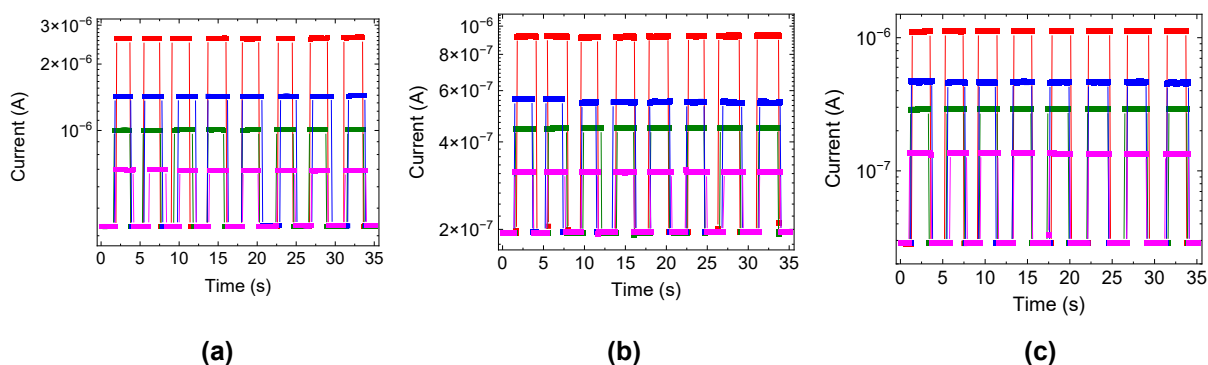 3×10⁻⁶
2×10⁻⁶
10⁻⁶
Current (A)
0 5 10 15 20 25 30 35
Time (s)
(a)
10⁻⁶
8×10⁻⁷
6×10⁻⁷
4×10⁻⁷
2×10⁻⁷
Current (A)
0 5 10 15 20 25 30 35
Time (s)
(b)
10⁻⁶
10⁻⁷
Current (A)
0 5 10 15 20 25 30 35
Time (s)
(c)